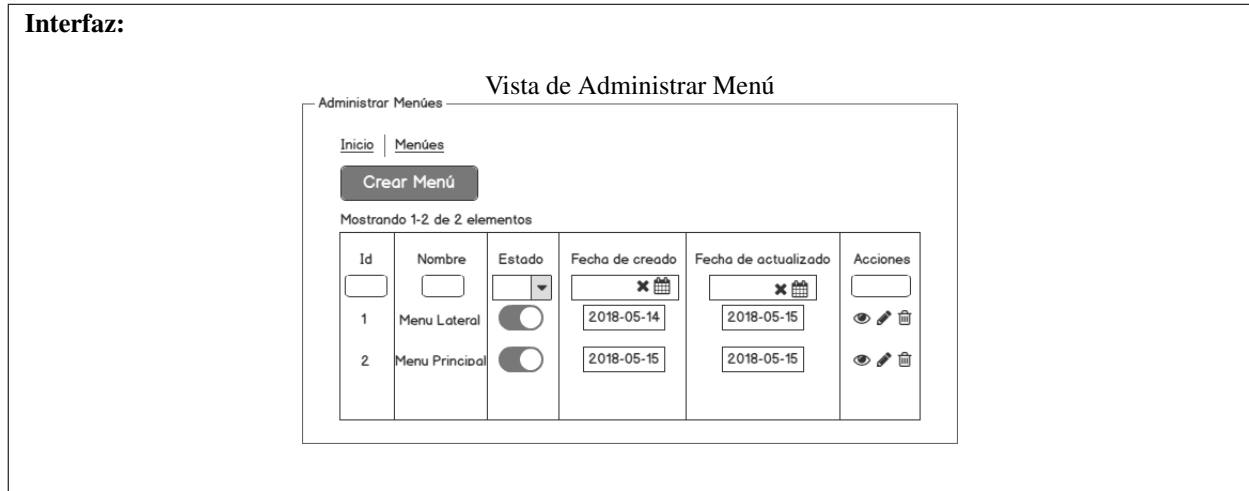 Interfaz:
Vista de Administrar Menú
Administrar Menúes
Inicio Menúes
Crear Menú
Mostrando 1-2 de 2 elementos
Id Nombre Estado Fecha de creado Fecha de actualizado Acciones
1 Menu Lateral 2018-05-14 2018-05-15
2 Menu Principal 2018-05-15 2018-05-15